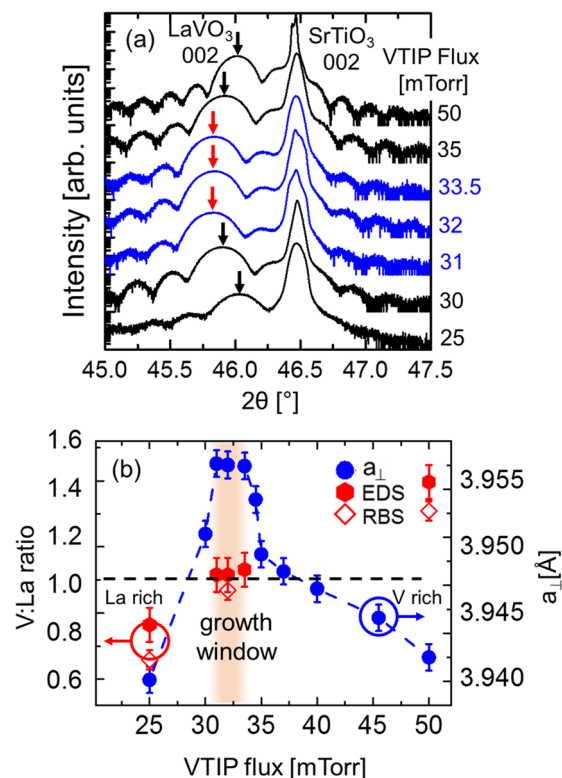 (a) LaVO3 002 SrTiO3 002 VTIP Flux [mTorr]
50
35
33.5
32
31
30
25
Intensity [arb. units]
45.0 45.5 46.0 46.5 47.0 47.5
2θ [°]
(b)
a⊥
EDS
RBS
1.6
1.4
1.2
1.0
0.8
0.6
V:La ratio
3.955
3.950
3.945
3.940
a⊥[Å]
La rich
V rich
growth
window
25 30 35 40 45 50
VTIP flux [mTorr]